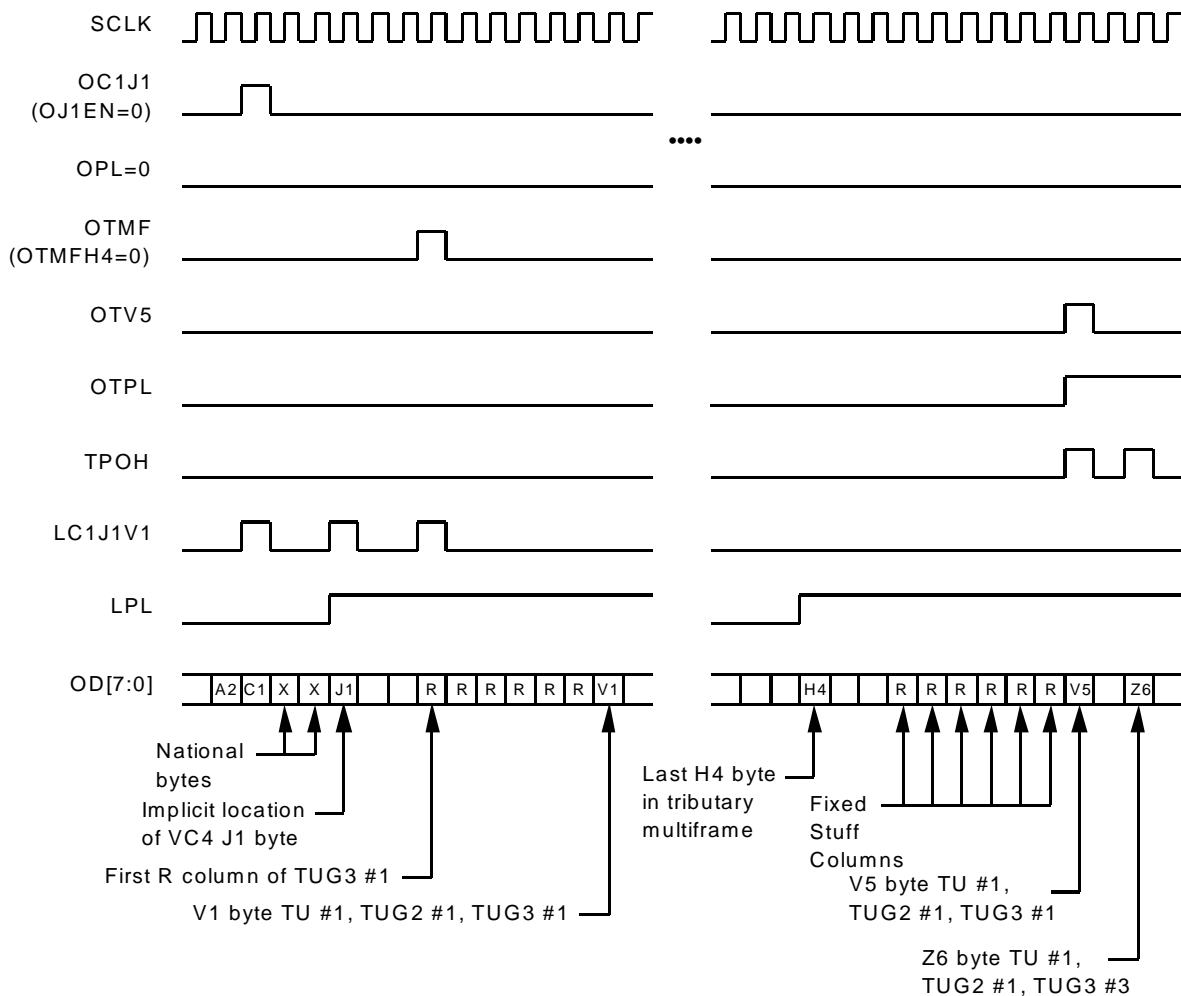 SCLK
OC1J1
(OJ1EN=0)
OPL=0
OTMF
(OTMFH4=0)
OTV5
OTPL
TPOH
LC1J1V1
LPL
OD[7:0]
A2 C1 X X J1 R R R R R R V1 H4 R R R R R R V5 Z6
National
bytes
Implicit location
of VC4 J1 byte
First R column of TUG3 #1
V1 byte TU #1, TUG2 #1, TUG3 #1
Last H4 byte
in tributary
multiframe
Fixed
Stuff
Columns
V5 byte TU #1,
TUG2 #1, TUG3 #1
Z6 byte TU #1,
TUG2 #1, TUG3 #3